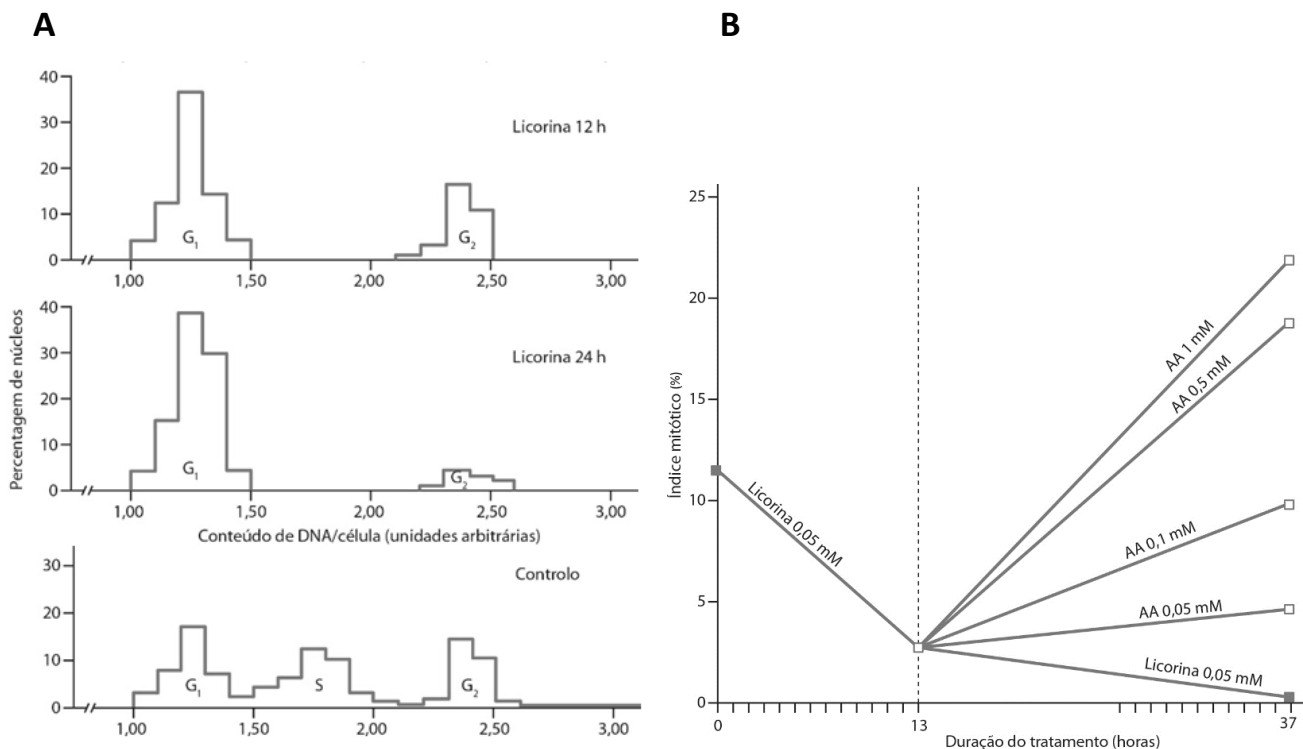 A
40
30
20
10
0
Licorina 12 h
G1
G2
1,00 1,50 2,00 2,50 3,00
Percentagem de núcleos
40
30
20
10
0
Licorina 24 h
G1
G2
1,00 1,50 2,00 2,50 3,00
Conteúdo de DNA/célula (unidades arbitrárias)
30
20
10
0
Controlo
G1
S
G2
1,00 1,50 2,00 2,50 3,00
B
Índice mitótico (%)
25
20
15
10
5
0
Licorina 0,05 mM
AA 1 mM
AA 0,5 mM
AA 0,1 mM
AA 0,05 mM
Licorina 0,05 mM
0 13 37
Duração do tratamento (horas)